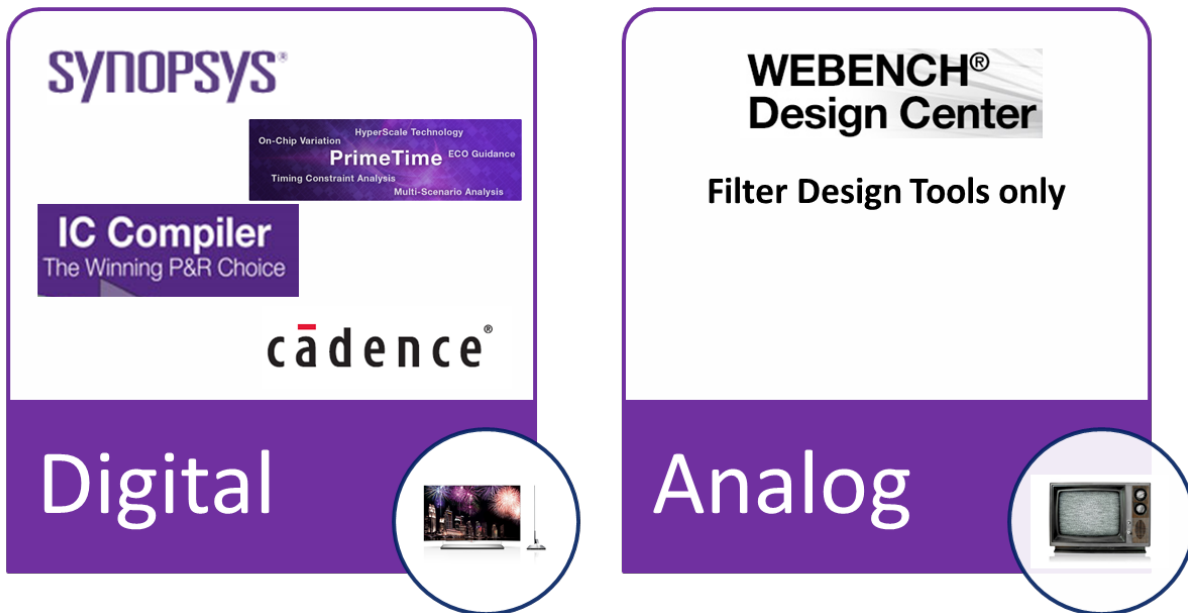 SYNOPSYS®
On-Chip Variation
HyperScale Technology
PrimeTime
ECO Guidance
Timing Constraint Analysis
Multi-Scenario Analysis
IC Compiler
The Winning P&R Choice
cādence®
Digital
WEBENCH®
Design Center
Filter Design Tools only
Analog